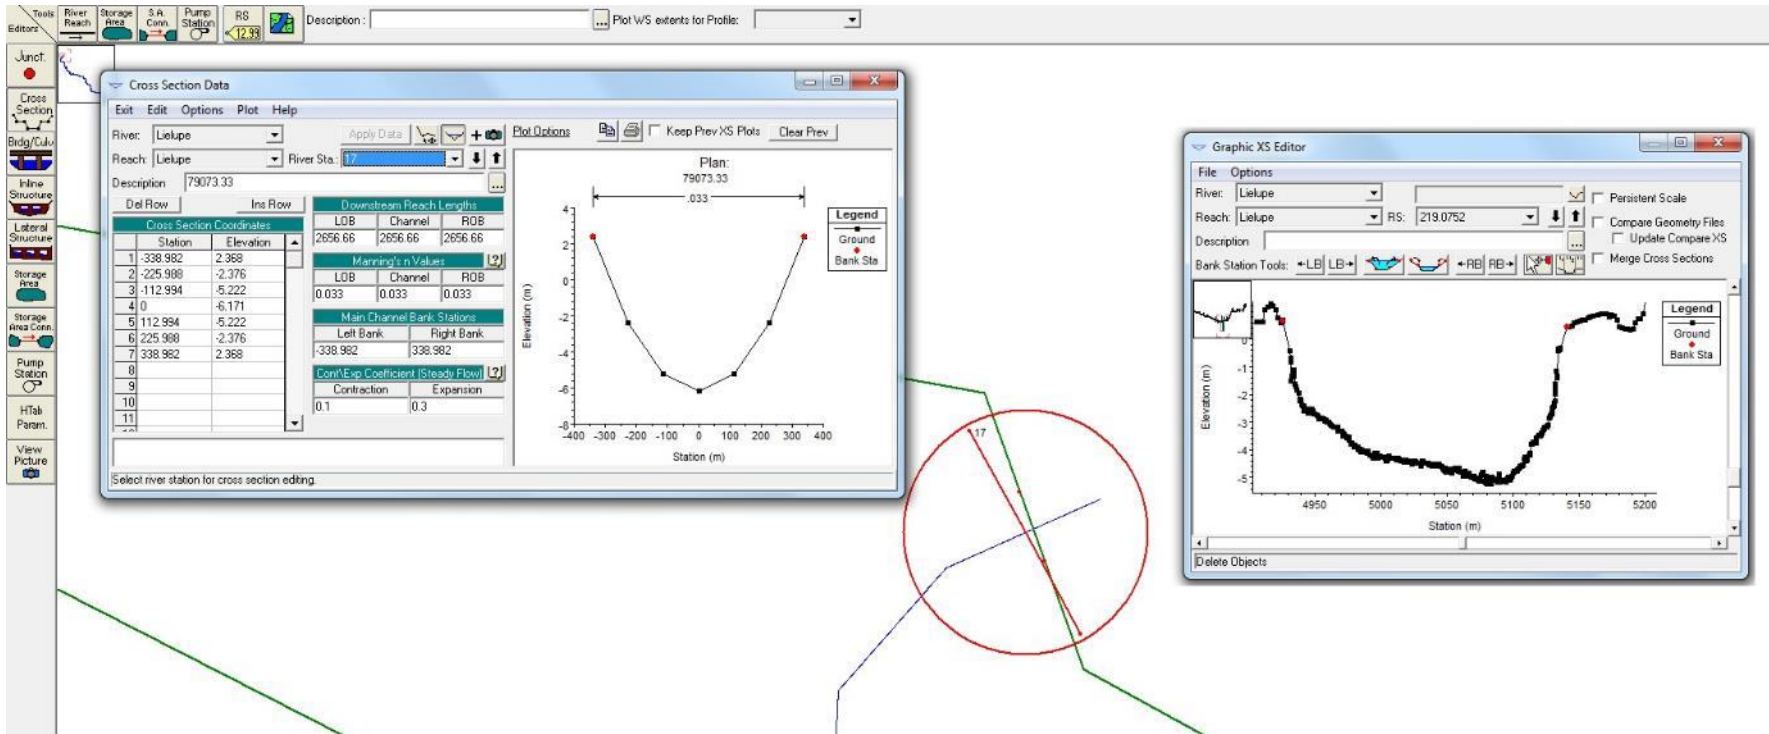 Tools
Editors
River Reach
Storage Area
S.A. Conn.
Pump Station
RS
12.99
Description :
...
Plot WS extents for Profile:
Junct.
Cross Section
Brdg/Culv
Inline Structure
Lateral Structure
Storage Area
Storage Area Conn.
Pump Station
HTab Param.
View Picture
Cross Section Data
Exit Edit Options Plot Help
River: Lielupe
Apply Data
Reach: Lielupe
River Sta.: 17
Description 79073.33
...
Del Row
Ins Row
Cross Section Coordinates
Station Elevation
1 -338.982 2.368
2 -225.988 -2.376
3 -112.994 -5.222
4 0 -6.171
5 112.994 -5.222
6 225.988 -2.376
7 338.982 2.368
8
9
10
11
Downstream Reach Lengths
LOB Channel ROB
2656.66 2656.66 2656.66
Manning's n Values
?
LOB Channel ROB
0.033 0.033 0.033
Main Channel Bank Stations
Left Bank Right Bank
-338.982 338.982
Cont\Exp Coefficient (Steady Flow)
?
Contraction Expansion
0.1 0.3
Select river station for cross section editing.
Plot Options
Keep Prev XS Plots
Clear Prev
Plan:
79073.33
.033
Legend
Ground
Bank Sta
Elevation (m)
4
2
0
-2
-4
-6
-8
-400 -300 -200 -100 0 100 200 300 400
Station (m)
17
Graphic XS Editor
File Options
River: Lielupe
Persistent Scale
Reach: Lielupe
RS: 219.0752
Compare Geometry Files
Description
...
Update Compare XS
Bank Station Tools:
LB LB
RB RB
Merge Cross Sections
Legend
Ground
Bank Sta
Elevation (m)
0
-1
-2
-3
-4
-5
4950 5000 5050 5100 5150 5200
Station (m)
Delete Objects